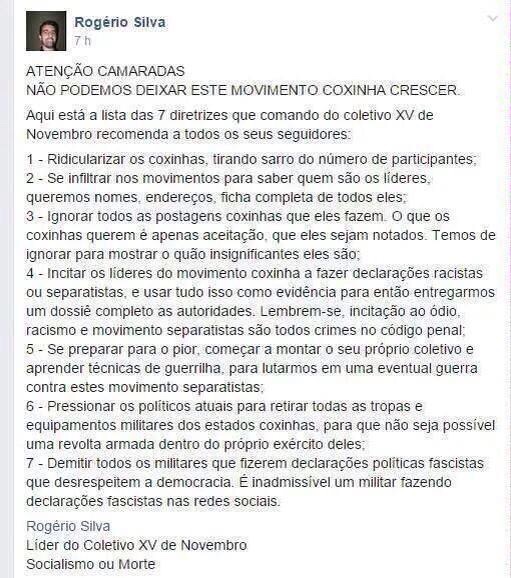 Rogério Silva
7 h
ATENÇÃO CAMARADAS
NÃO PODEMOS DEIXAR ESTE MOVIMENTO COXINHA CRESCER.
Aqui está a lista das 7 diretrizes que comando do coletivo XV de
Novembro recomenda a todos os seus seguidores:
1 - Ridicularizar os coxinhas, tirando sarro do número de participantes;
2 - Se infiltrar nos movimentos para saber quem são os líderes,
queremos nomes, endereços, ficha completa de todos eles;
3 - Ignorar todos as postagens coxinhas que eles fazem. O que os
coxinhas querem é apenas aceitação, que eles sejam notados. Temos de
ignorar para mostrar o quão insignificantes eles são;
4 - Incitar os líderes do movimento coxinha a fazer declarações racistas
ou separatistas, e usar tudo isso como evidência para então entregarmos
um dossiê completo as autoridades. Lembrem-se, incitação ao ódio,
racismo e movimento separatistas são todos crimes no código penal;
5 - Se preparar para o pior, começar a montar o seu próprio coletivo e
aprender técnicas de guerrilha, para lutarmos em uma eventual guerra
contra estes movimento separatistas;
6 - Pressionar os políticos atuais para retirar todas as tropas e
equipamentos militares dos estados coxinhas, para que não seja possível
uma revolta armada dentro do próprio exército deles;
7 - Demitir todos os militares que fizerem declarações políticas fascistas
que desrespeitem a democracia. É inadmissível um militar fazendo
declarações fascistas nas redes sociais.
Rogério Silva
Líder do Coletivo XV de Novembro
Socialismo ou Morte